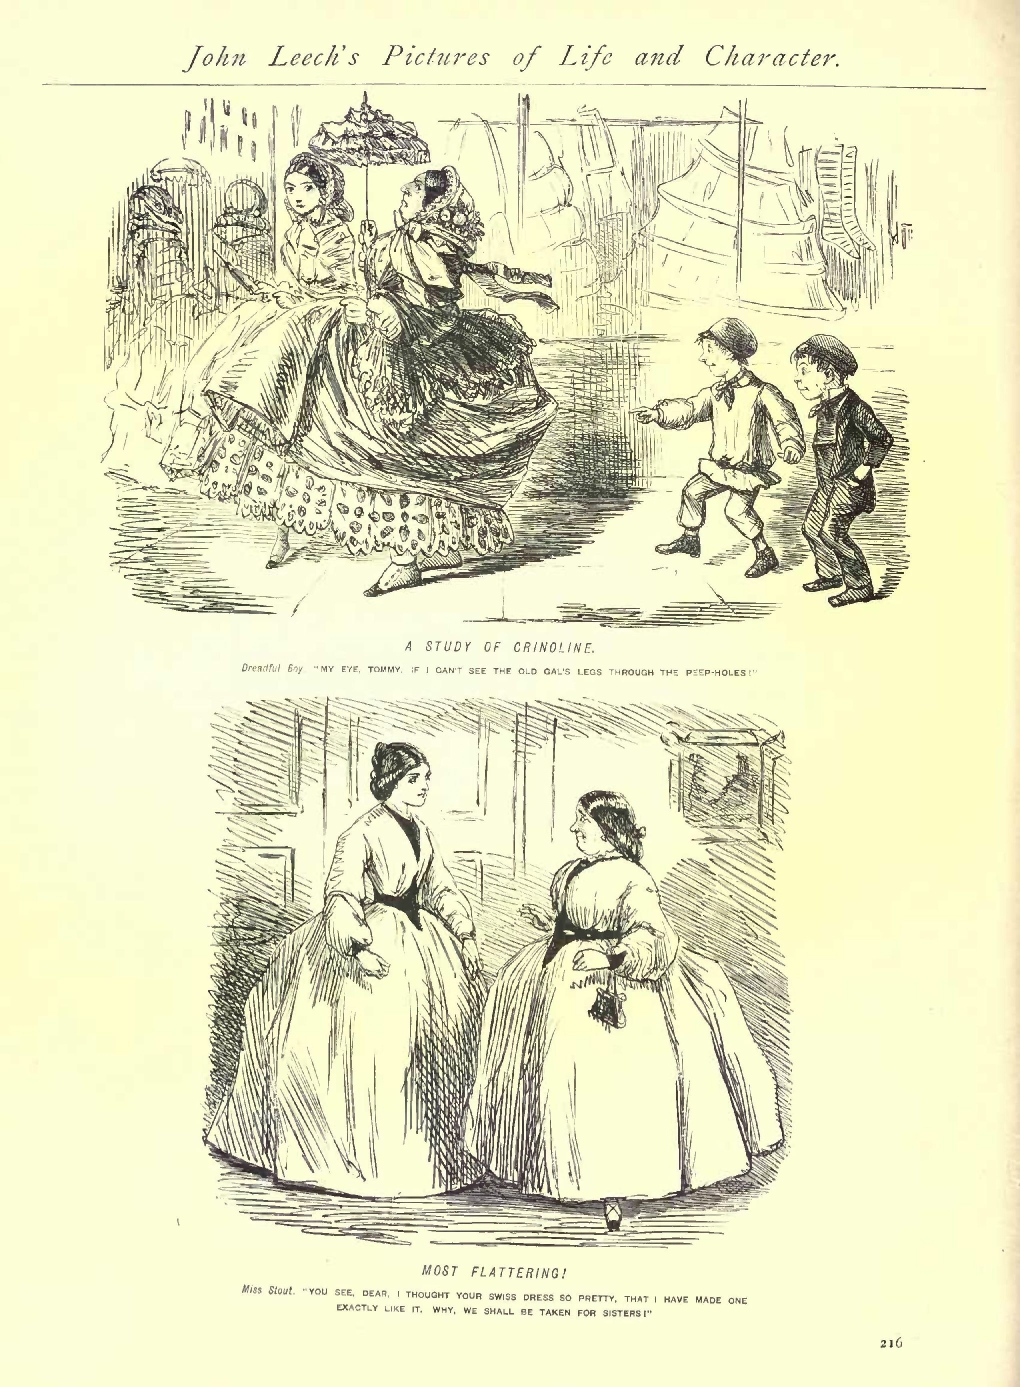 John Leech's Pictures of Life and Character.
A STUDY OF CRINOLINE.
Dreadful Boy. "MY EYE, TOMMY, IF I CAN'T SEE THE OLD GAL'S LEGS THROUGH THE PEEP-HOLES!"
MOST FLATTERING!
Miss Stout. "YOU SEE, DEAR, I THOUGHT YOUR SWISS DRESS SO PRETTY, THAT I HAVE MADE ONE
EXACTLY LIKE IT, WHY, WE SHALL BE TAKEN FOR SISTERS!"
216